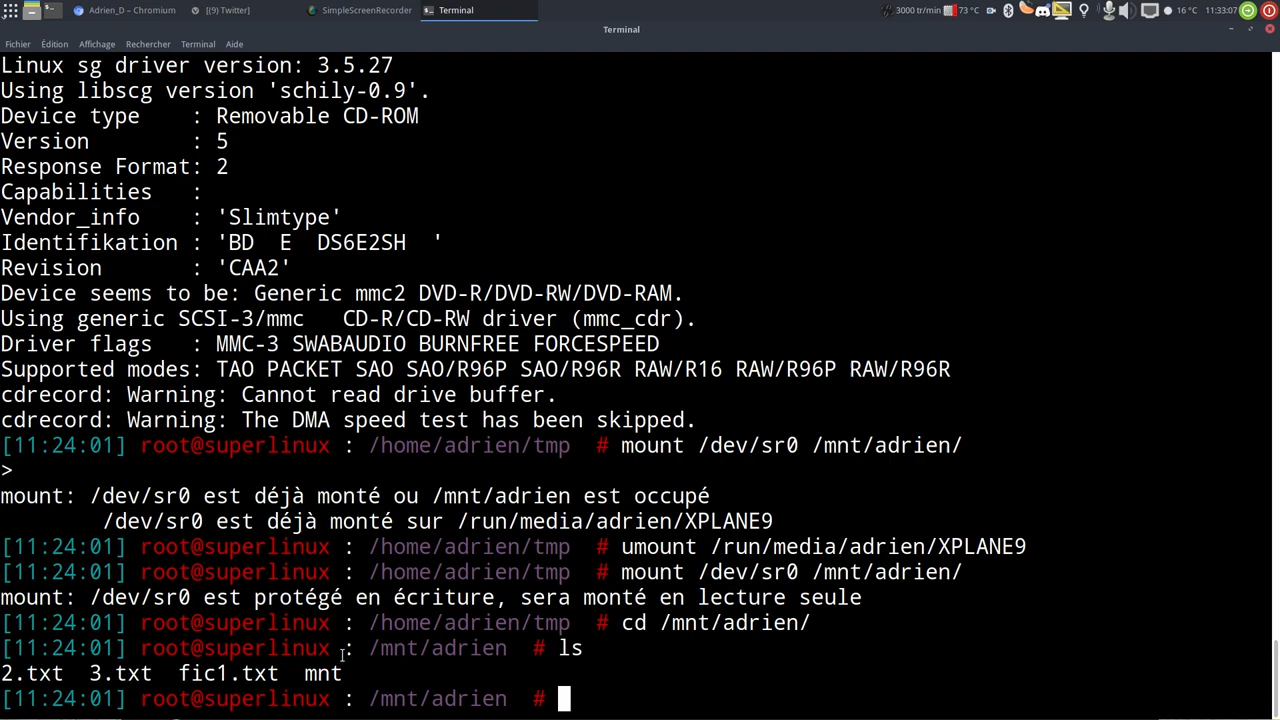 Adrien_D – Chromium [(9) Twitter] SimpleScreenRecorder Terminal 3000 tr/min 73 °C 16 °C 11:33:07
Terminal
Fichier Édition Affichage Rechercher Terminal Aide
Linux sg driver version: 3.5.27
Using libscg version 'schily-0.9'.
Device type    : Removable CD-ROM
Version        : 5
Response Format: 2
Capabilities   :
Vendor_info    : 'Slimtype'
Identifikation : 'BD  E  DS6E2SH  '
Revision       : 'CAA2'
Device seems to be: Generic mmc2 DVD-R/DVD-RW/DVD-RAM.
Using generic SCSI-3/mmc   CD-R/CD-RW driver (mmc_cdr).
Driver flags   : MMC-3 SWABAUDIO BURNFREE FORCESPEED
Supported modes: TAO PACKET SAO SAO/R96P SAO/R96R RAW/R16 RAW/R96P RAW/R96R
cdrecord: Warning: Cannot read drive buffer.
cdrecord: Warning: The DMA speed test has been skipped.
[11:24:01] root@superlinux : /home/adrien/tmp  # mount /dev/sr0 /mnt/adrien/
>
mount: /dev/sr0 est déjà monté ou /mnt/adrien est occupé
        /dev/sr0 est déjà monté sur /run/media/adrien/XPLANE9
[11:24:01] root@superlinux : /home/adrien/tmp  # umount /run/media/adrien/XPLANE9
[11:24:01] root@superlinux : /home/adrien/tmp  # mount /dev/sr0 /mnt/adrien/
mount: /dev/sr0 est protégé en écriture, sera monté en lecture seule
[11:24:01] root@superlinux : /home/adrien/tmp  # cd /mnt/adrien/
[11:24:01] root@superlinux : /mnt/adrien  # ls
2.txt  3.txt  fic1.txt  mnt
[11:24:01] root@superlinux : /mnt/adrien  #